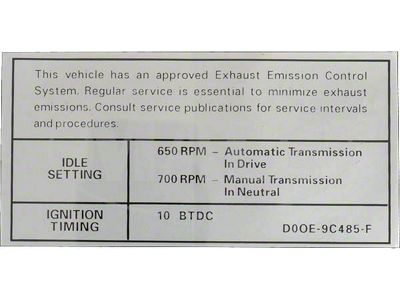 This vehicle has an approved Exhaust Emission Control
System. Regular service is essential to minimize exhaust
emissions. Consult service publications for service intervals
and procedures.
IDLE
SETTING
650 RPM – Automatic Transmission
In Drive
700 RPM – Manual Transmission
In Neutral
IGNITION
TIMING
10 BTDC
D0OE-9C485-F